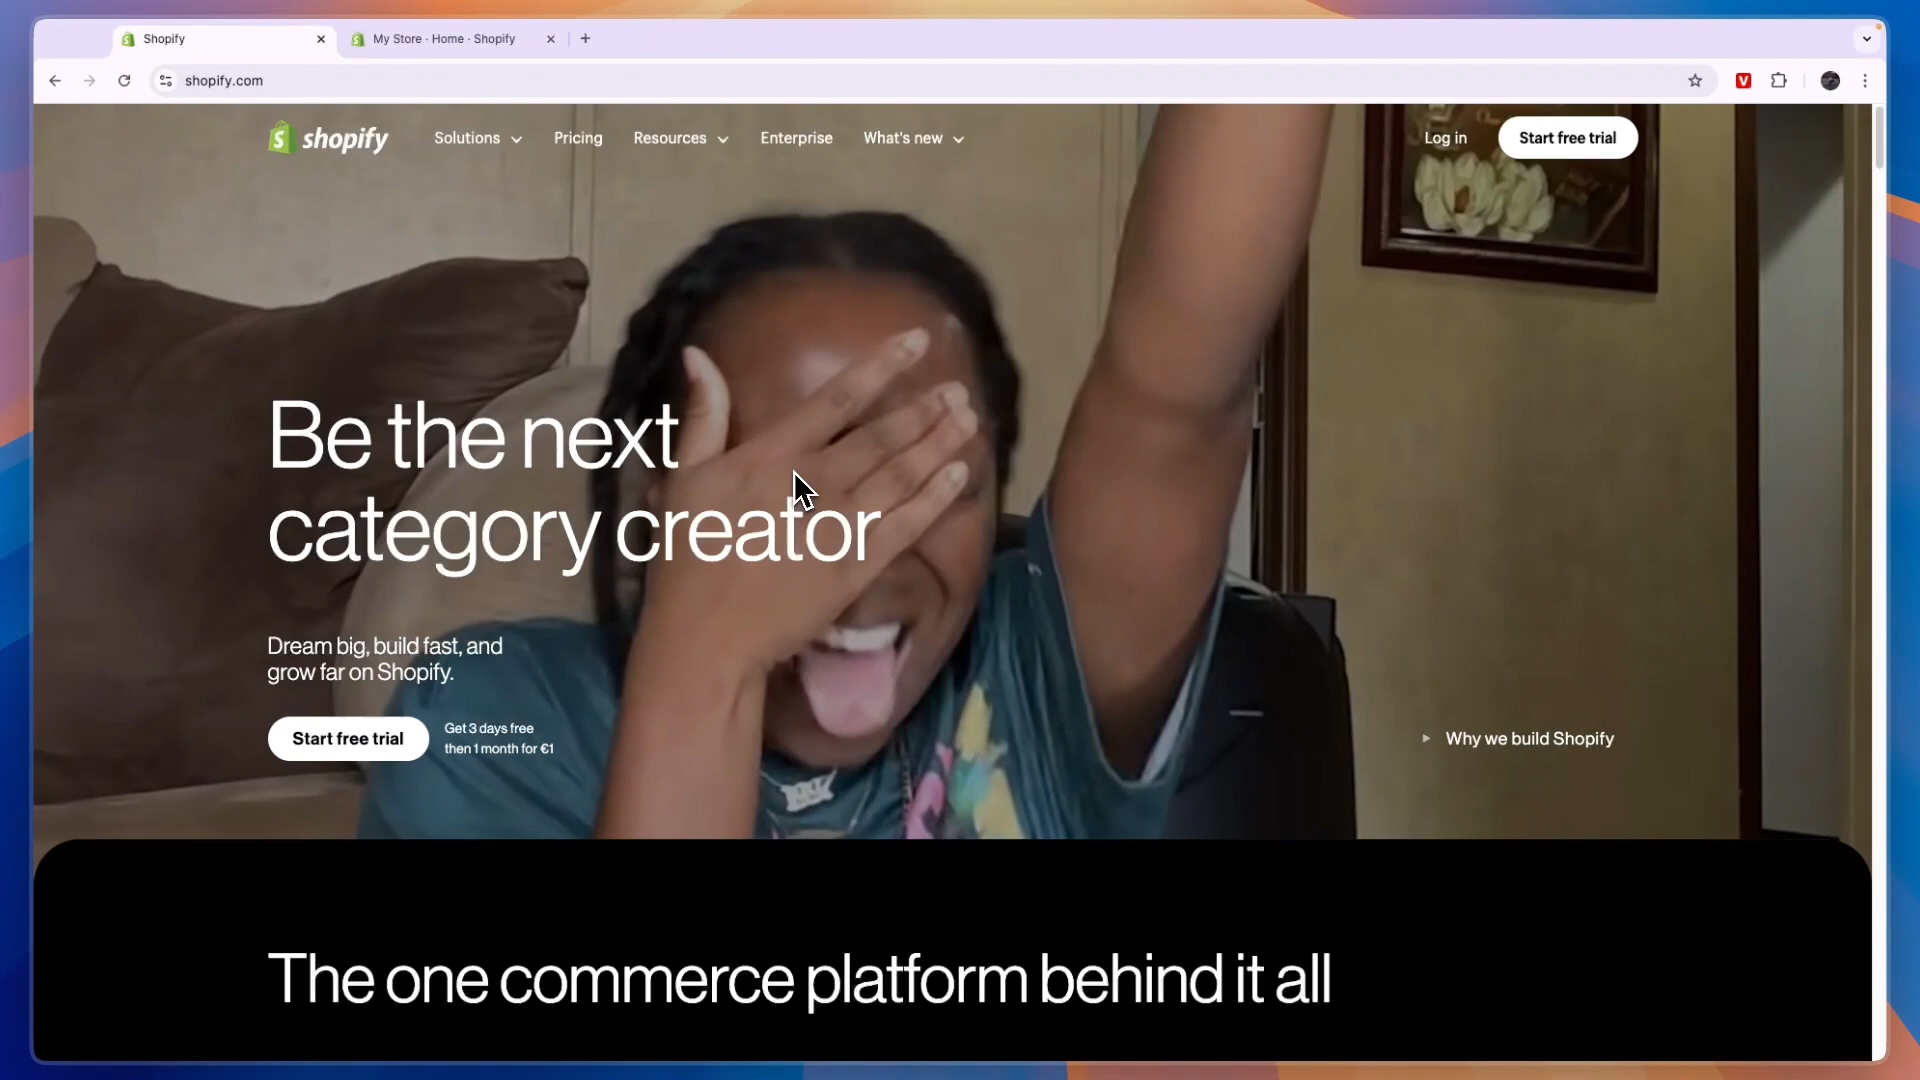 Shopify
My Store · Home · Shopify
shopify.com
shopify
Solutions
Pricing
Resources
Enterprise
What's new
Log in
Start free trial
Be the next
category creator
Dream big, build fast, and
grow far on Shopify.
Start free trial
Get 3 days free
then 1 month for €1
Why we build Shopify
The one commerce platform behind it all